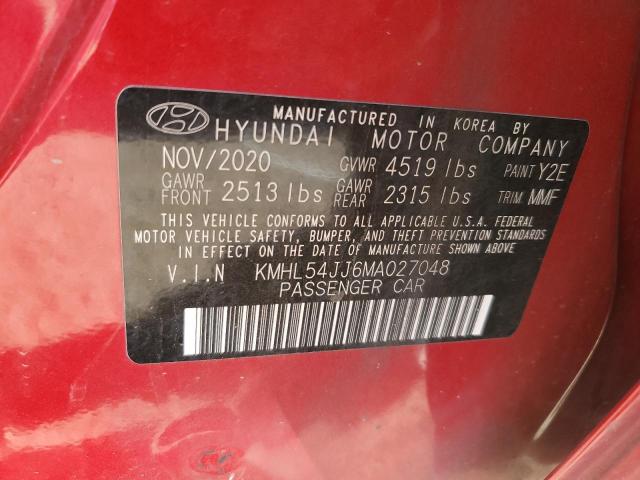 MANUFACTURED IN KOREA BY
HYUNDAI MOTOR COMPANY
NOV/2020 GVWR 4519 lbs PAINT Y2E
GAWR FRONT 2513 lbs GAWR REAR 2315 lbs TRIM MMF
THIS VEHICLE CONFORMS TO ALL APPLICABLE U.S.A. FEDERAL
MOTOR VEHICLE SAFETY, BUMPER, AND THEFT PREVENTION STANDARDS
IN EFFECT ON THE DATE OF MANUFACTURE SHOWN ABOVE.
V.I.N KMHL54JJ6MA027048
PASSENGER CAR